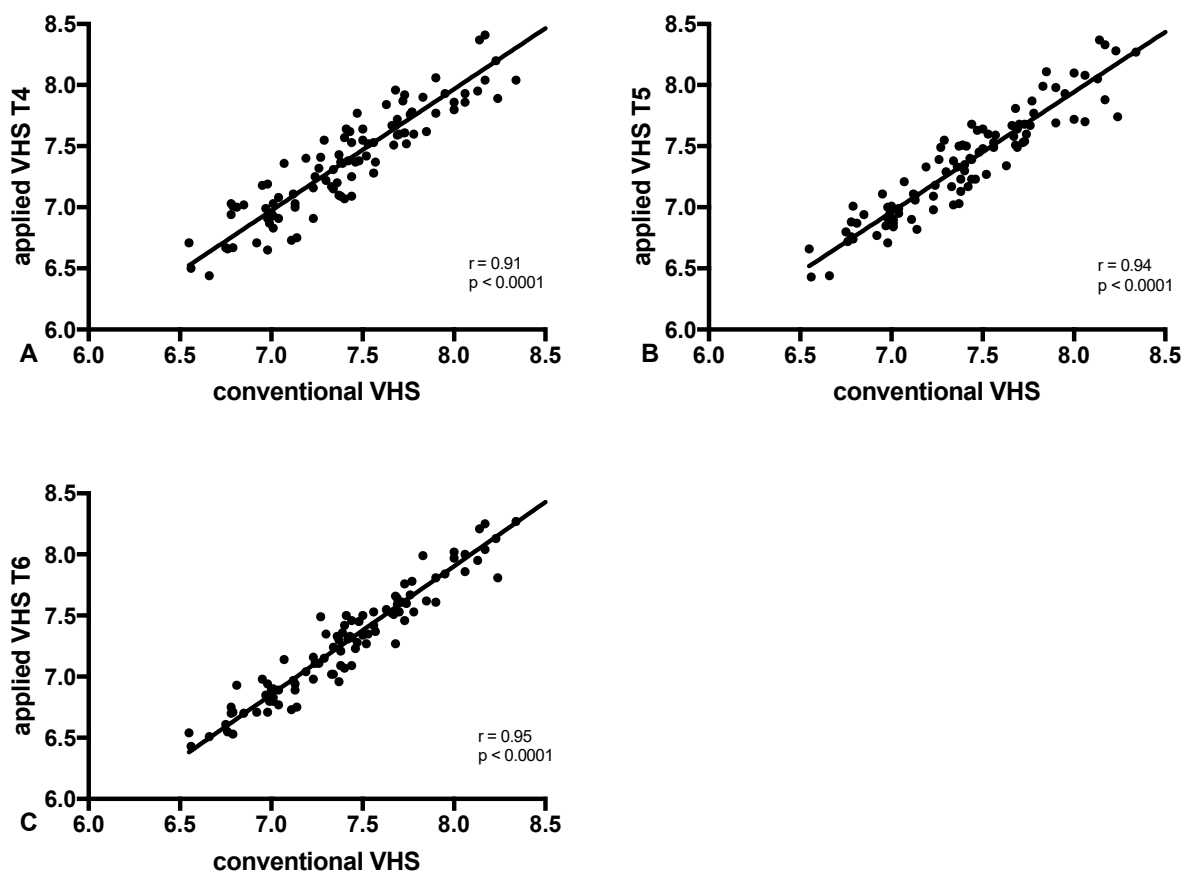 8.5
8.0
7.5
7.0
6.5
6.0
applied VHS T4
r = 0.91
p < 0.0001
A
6.0 6.5 7.0 7.5 8.0 8.5
conventional VHS
8.5
8.0
7.5
7.0
6.5
6.0
applied VHS T5
r = 0.94
p < 0.0001
B
6.0 6.5 7.0 7.5 8.0 8.5
conventional VHS
8.5
8.0
7.5
7.0
6.5
6.0
applied VHS T6
r = 0.95
p < 0.0001
C
6.0 6.5 7.0 7.5 8.0 8.5
conventional VHS